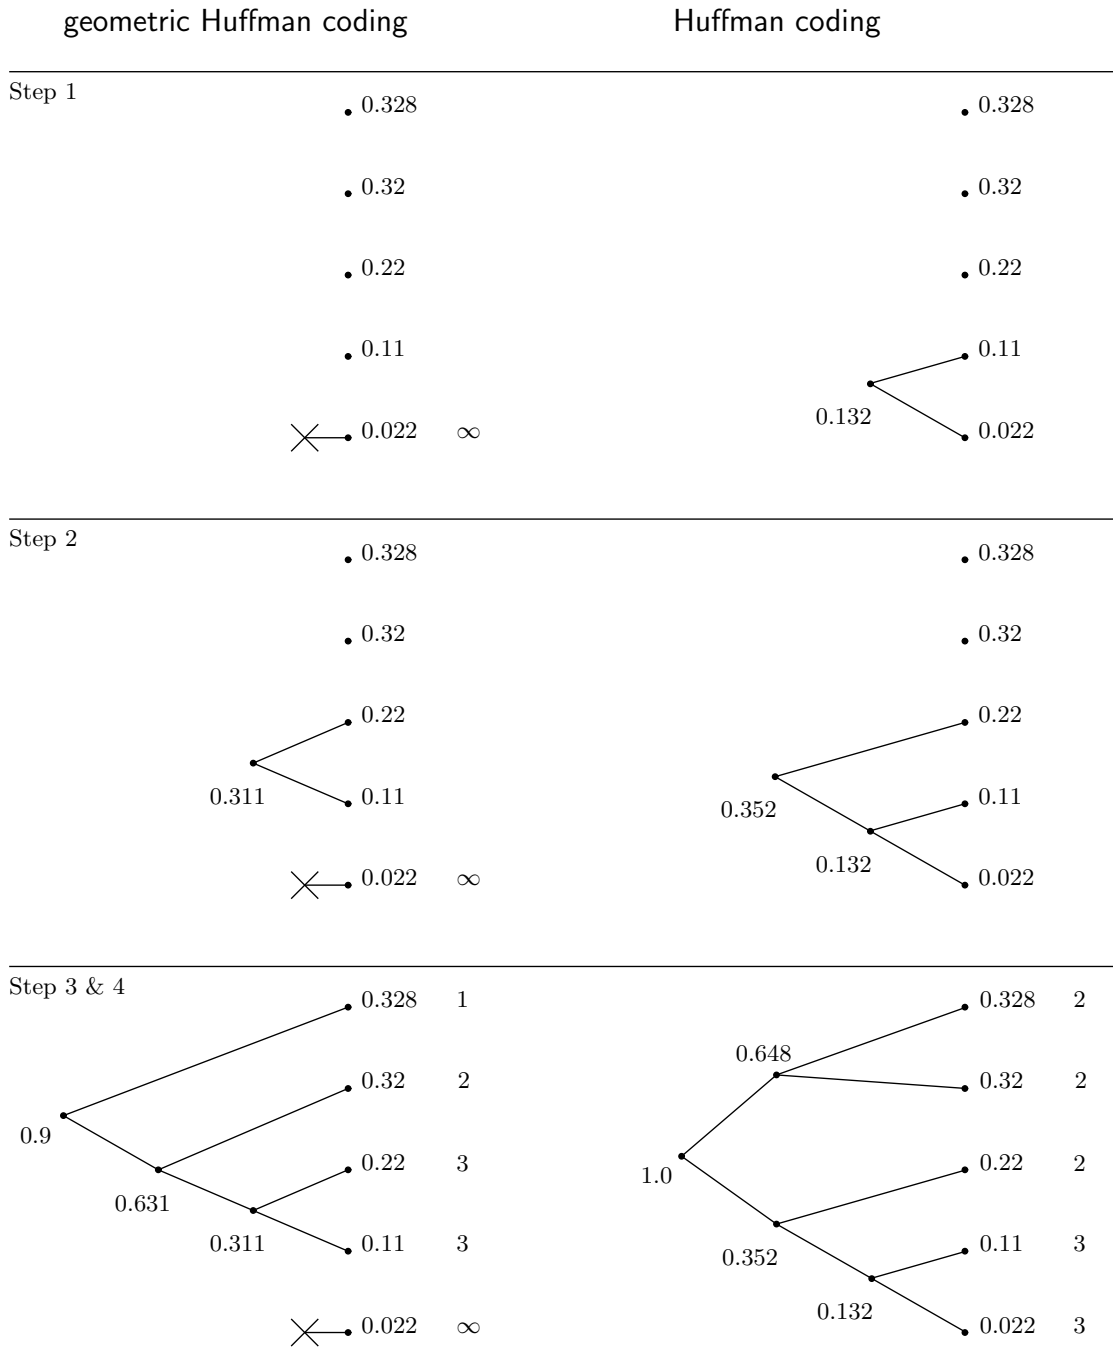 geometric Huffman coding Huffman coding
Step 1
0.328 0.328
0.32 0.32
0.22 0.22
0.11 0.11
0.132
0.022 ∞ 0.022
Step 2
0.328 0.328
0.32 0.32
0.22 0.22
0.311 0.11 0.352 0.11
0.132
0.022 ∞ 0.022
Step 3 & 4
0.328 1 0.328 2
0.648
0.32 2 0.32 2
0.9
0.22 3 0.22 2
1.0
0.631
0.311 0.11 3 0.352 0.11 3
0.132
0.022 ∞ 0.022 3